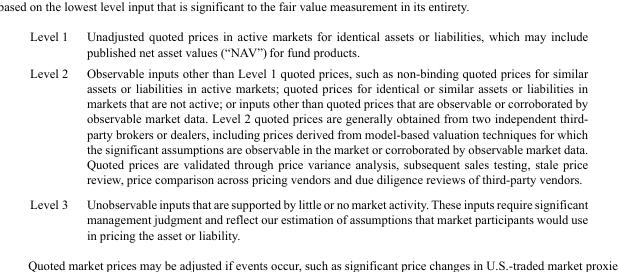 based on the lowest level input that is significant to the fair value measurement in its entirety.
Level 1 Unadjusted quoted prices in active markets for identical assets or liabilities, which may include
published net asset values (“NAV”) for fund products.
Level 2 Observable inputs other than Level 1 quoted prices, such as non-binding quoted prices for similar
assets or liabilities in active markets; quoted prices for identical or similar assets or liabilities in
markets that are not active; or inputs other than quoted prices that are observable or corroborated by
observable market data. Level 2 quoted prices are generally obtained from two independent third-
party brokers or dealers, including prices derived from model-based valuation techniques for which
the significant assumptions are observable in the market or corroborated by observable market data.
Quoted prices are validated through price variance analysis, subsequent sales testing, stale price
review, price comparison across pricing vendors and due diligence reviews of third-party vendors.
Level 3 Unobservable inputs that are supported by little or no market activity. These inputs require significant
management judgment and reflect our estimation of assumptions that market participants would use
in pricing the asset or liability.
Quoted market prices may be adjusted if events occur, such as significant price changes in U.S.-traded market proxie